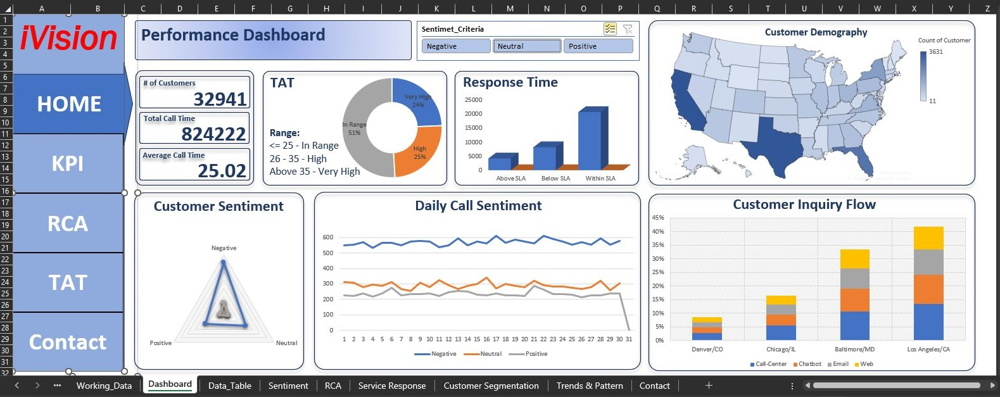 A B C D E F G H I J K L M N O P Q R S T U V W X Y Z
1
2
3
4
5
6
7
8
9
10
11
12
13
14
15
16
17
18
19
20
21
22
23
24
25
26
27
28
29
30
31
32
iVision
HOME
KPI
RCA
TAT
Contact
Performance Dashboard
Sentimet_Criteria
Negative Neutral Positive
# of Customers
32941
Total Call Time
824222
Average Call Time
25.02
TAT
Range:
<= 25 - In Range
26 - 35 - High
Above 35 - Very High
Very High
24%
In Range
51%
High
25%
Response Time
25000
20000
15000
10000
5000
0
Above SLA Below SLA Within SLA
Customer Demography
Count of Customer
3631
11
Customer Sentiment
Negative
Positive Neutral
Daily Call Sentiment
600
500
400
300
200
100
0
1 2 3 4 5 6 7 8 9 10 11 12 13 14 15 16 17 18 19 20 21 22 23 24 25 26 27 28 29 30 31
Negative Neutral Positive
Customer Inquiry Flow
45%
40%
35%
30%
25%
20%
15%
10%
5%
0%
Denver/CO Chicago/IL Baltimore/MD Los Angeles/CA
Call-Center Chatbot Email Web
Working_Data Dashboard Data_Table Sentiment RCA Service Response Customer Segmentation Trends & Pattern Contact